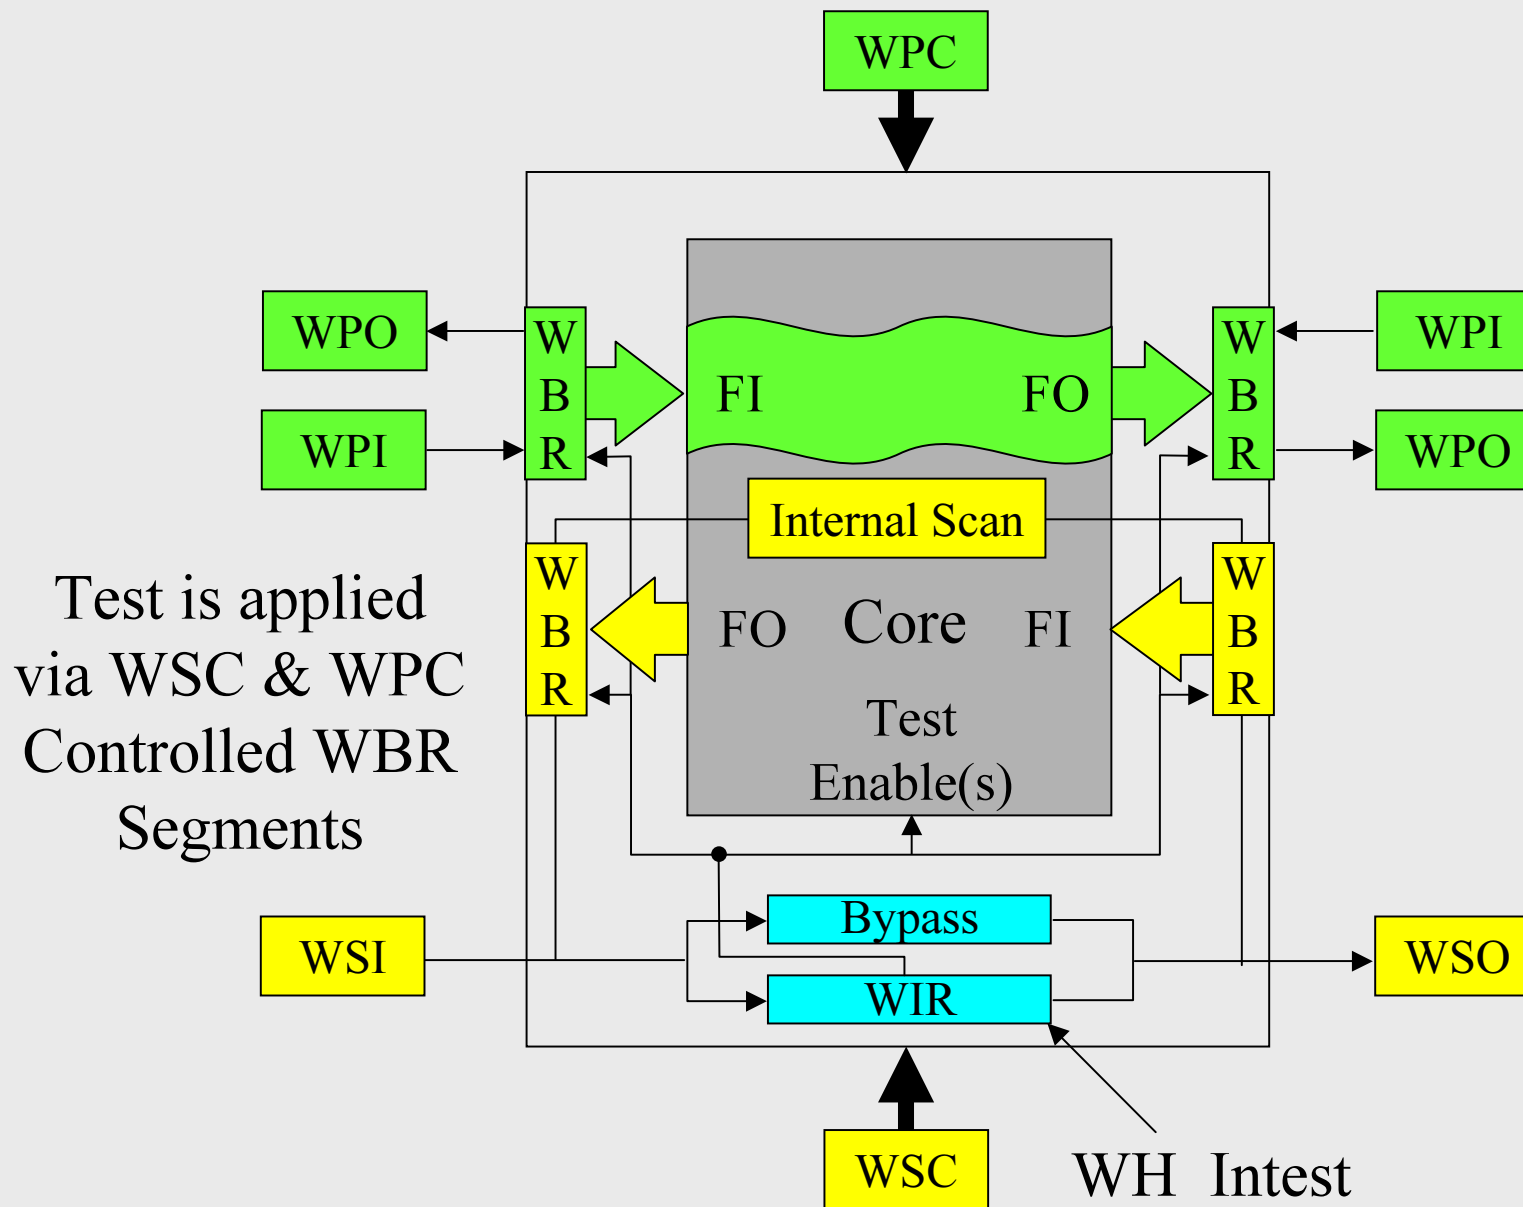 WPC
WPO
WPI
W
B
R
FI
FO
W
B
R
WPI
WPO
Internal Scan
W
B
R
FO
Core
FI
W
B
R
Test
Enable(s)
Test is applied
via WSC & WPC
Controlled WBR
Segments
WSI
Bypass
WIR
WSO
WSC
WH Intest